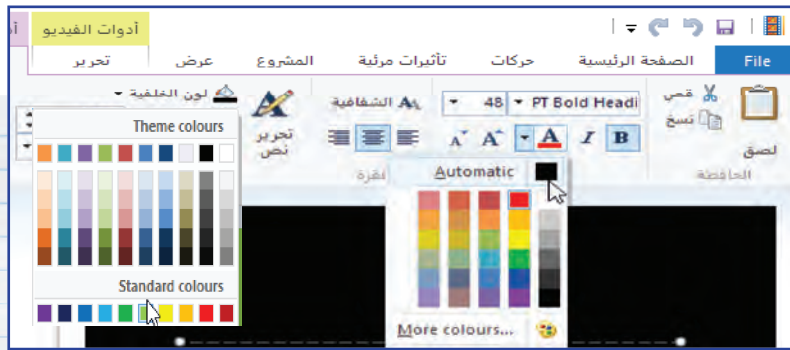 أدوات الفيديو
File الصفحة الرئيسية حركات تأثيرات مرئية المشروع عرض تحرير
لصق
قص
نسخ
الحافظة
PT Bold Headi 48 الشفافية
B I A A A
فقرة
تحرير نص
لون الخلفية
Automatic
More colours...
Theme colours
Standard colours